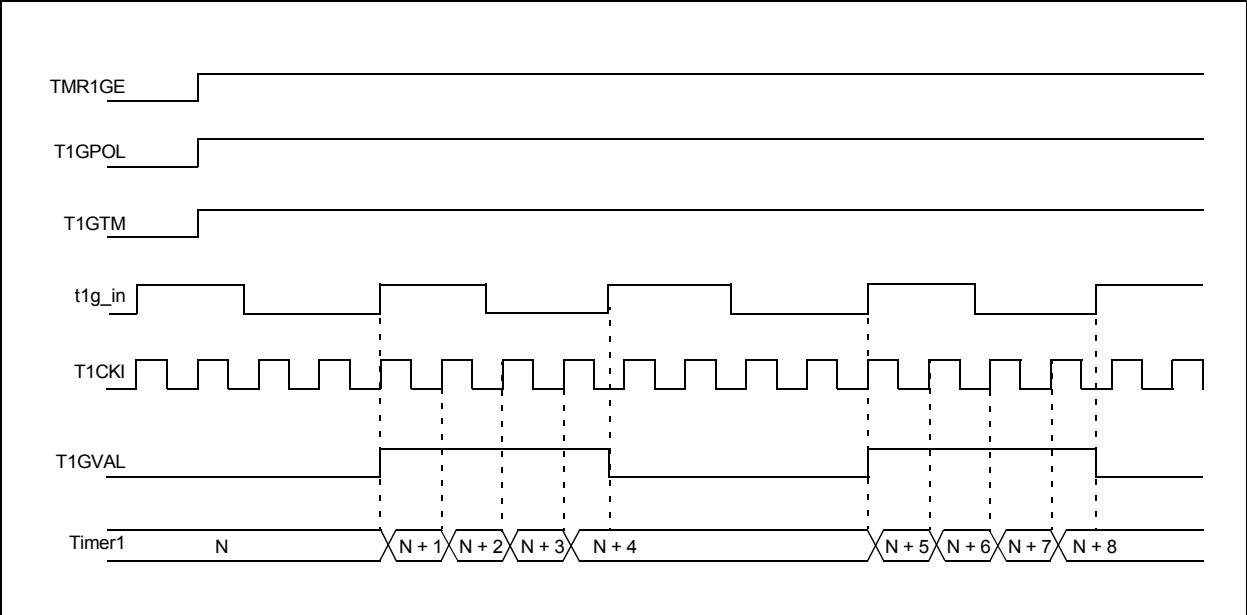 TMR1GE
T1GPOL
T1GTM
t1g_in
T1CKI
T1GVAL
Timer1 N N + 1 N + 2 N + 3 N + 4 N + 5 N + 6 N + 7 N + 8